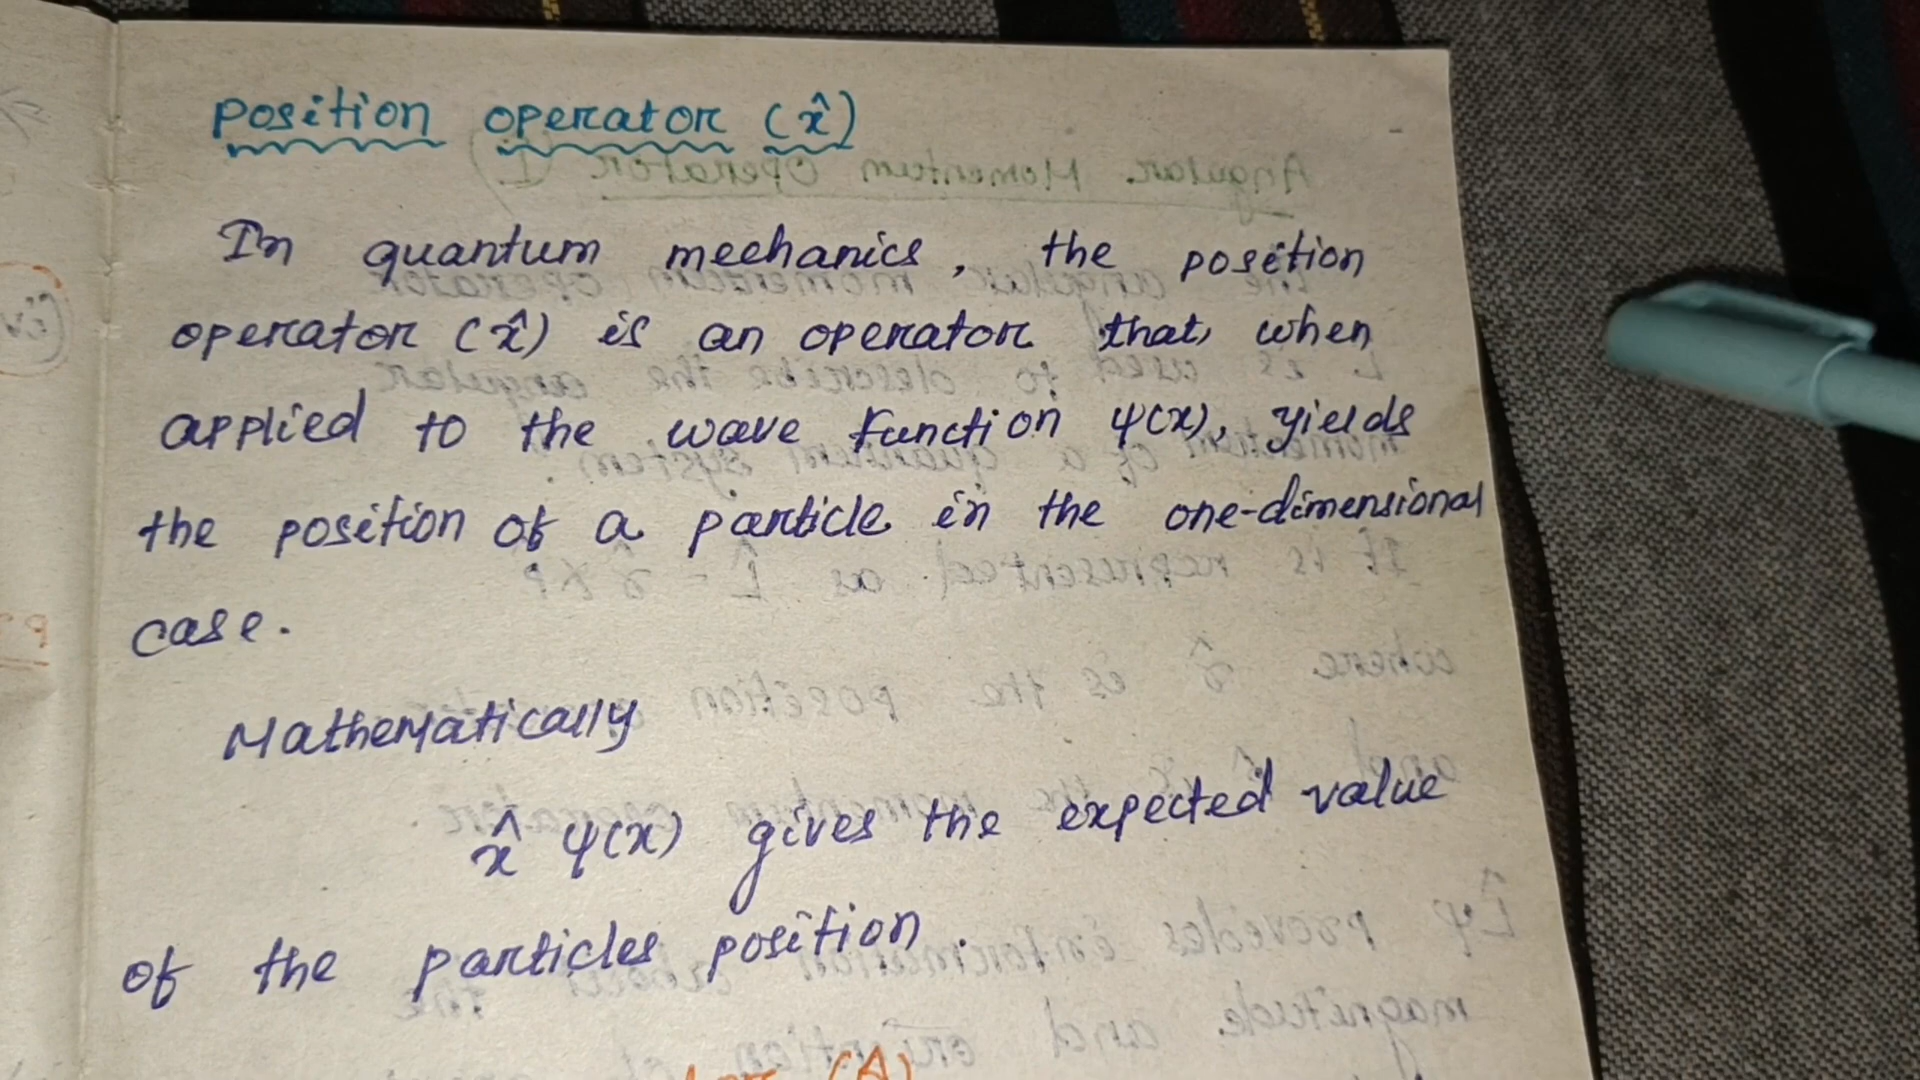 Position operator (x̂)
In quantum mechanics, the position
operator (x̂) is an operator that, when
applied to the wave function ψ(x), yields
the position of a particle in the one-dimensional
case.
Mathematically
x̂ ψ(x) gives the expected value
of the particles position.
(A)